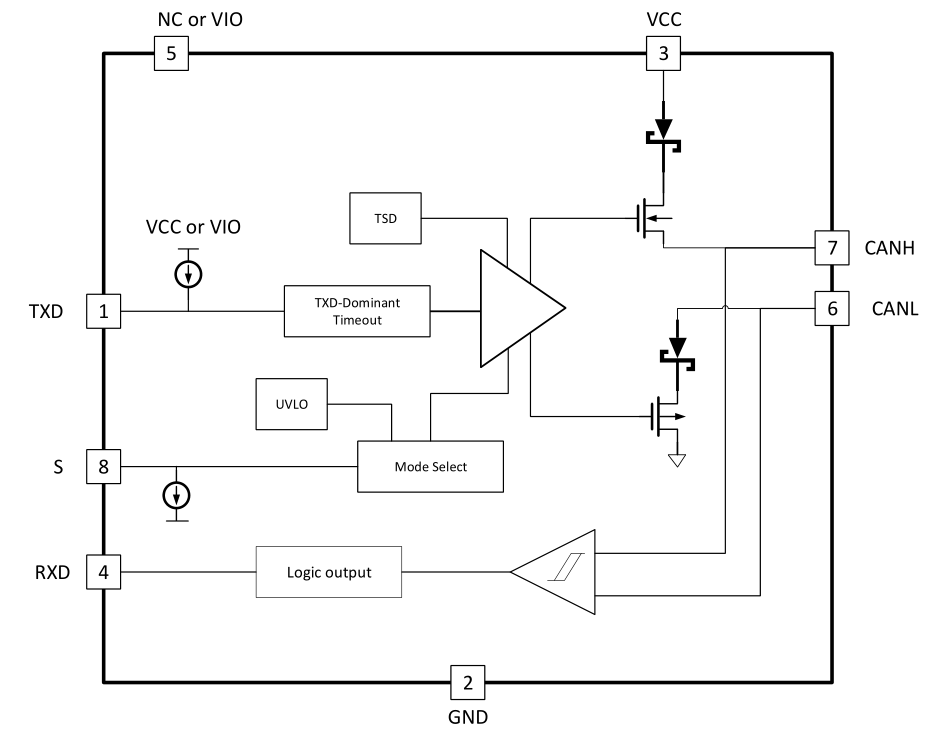 NC or VIO
VCC
5
3
TSD
VCC or VIO
7
CANH
TXD
1
TXD-Dominant
Timeout
6
CANL
UVLO
S
8
Mode Select
RXD
4
Logic output
2
GND